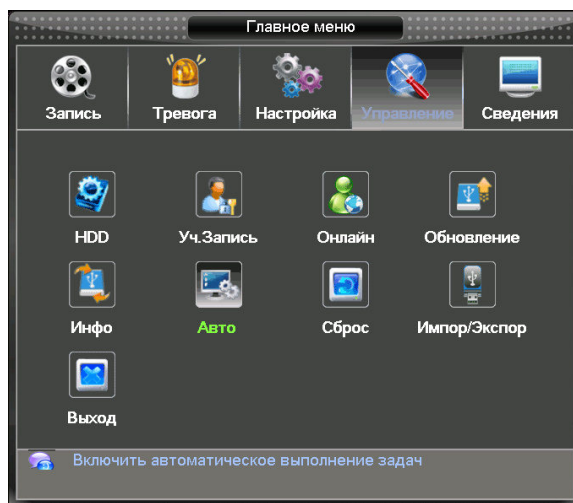 Главное меню
Запись Тревога Настройка Управление Сведения
HDD Уч.Запись Онлайн Обновление
Инфо Авто Сброс Импор/Экспор
Выход
Включить автоматическое выполнение задач